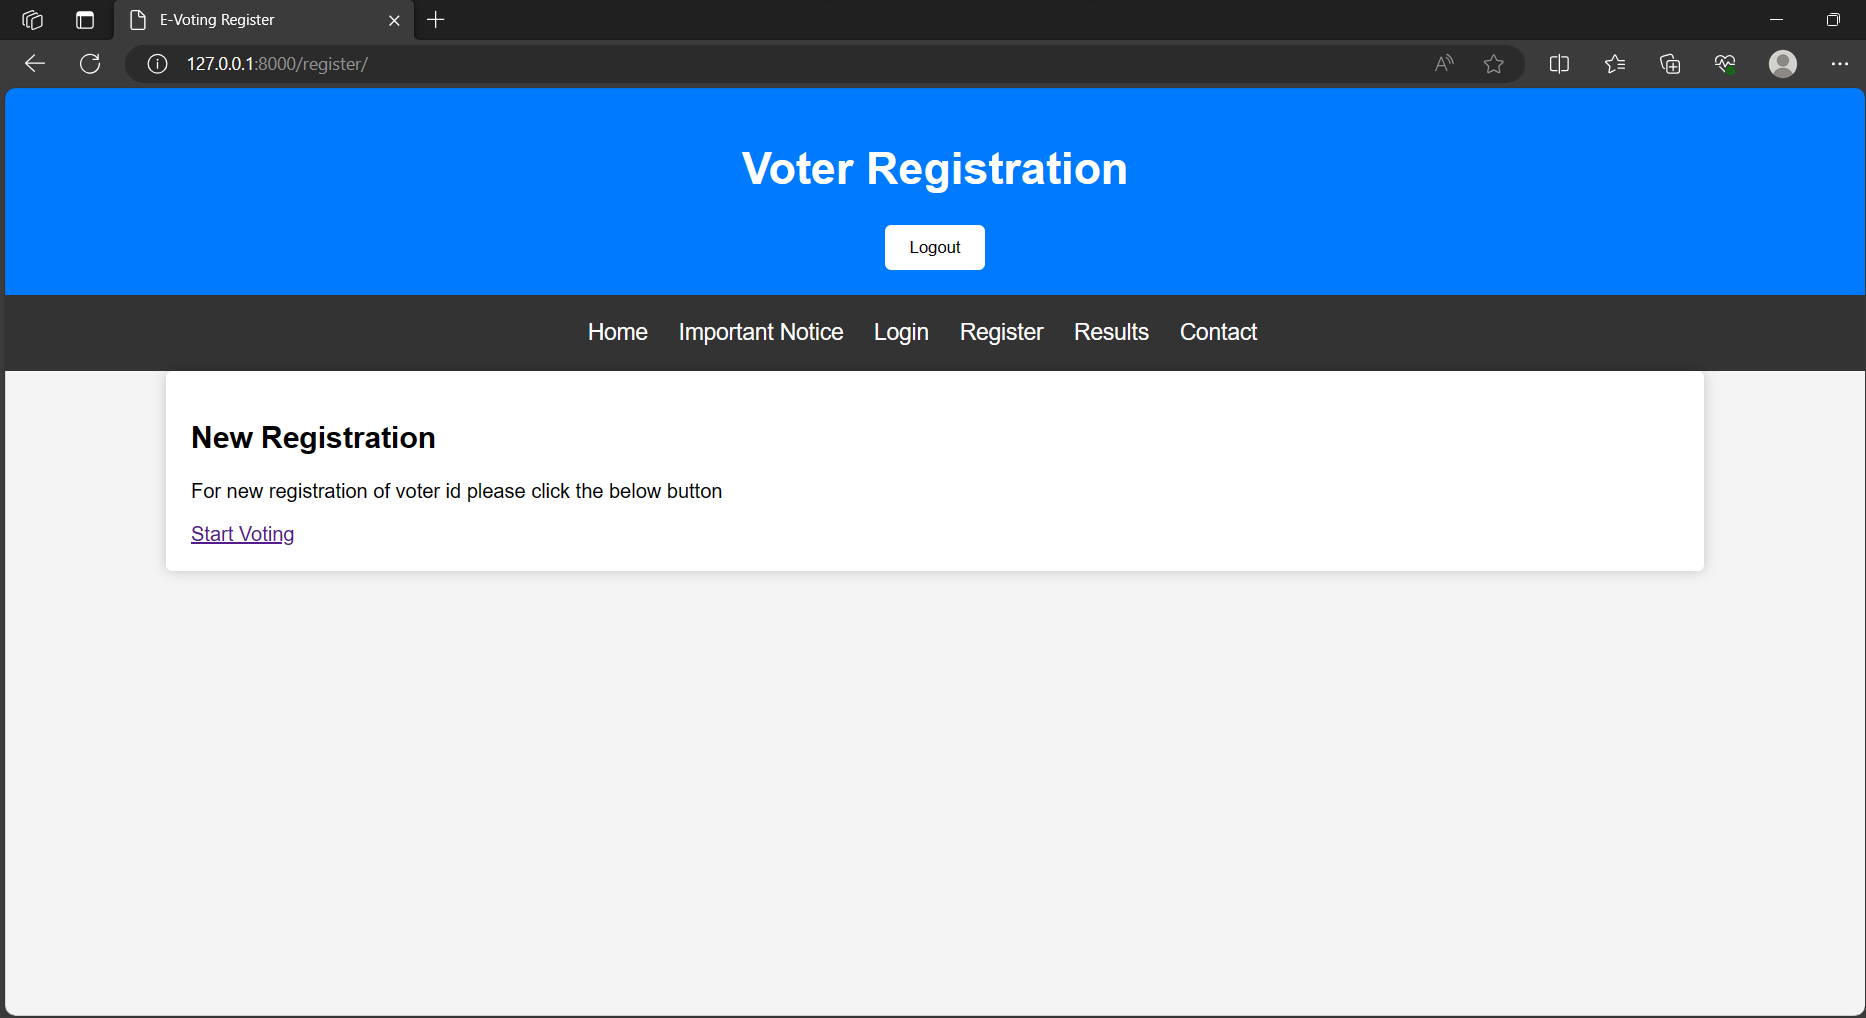 E-Voting Register
127.0.0.1:8000/register/
Voter Registration
Logout
Home Important Notice Login Register Results Contact
New Registration
For new registration of voter id please click the below button
Start Voting